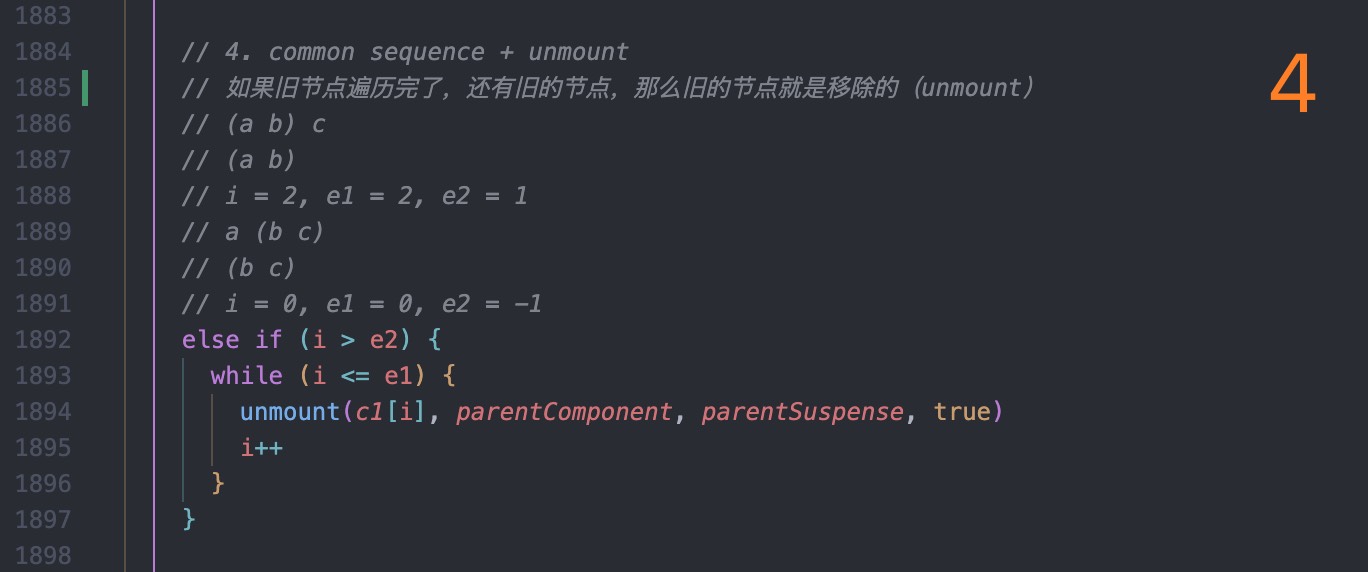 1883
1884 // 4. common sequence + unmount
4
1885 // 如果旧节点遍历完了，还有旧的节点，那么旧的节点就是移除的（unmount）
1886 // (a b) c
1887 // (a b)
1888 // i = 2, e1 = 2, e2 = 1
1889 // a (b c)
1890 // (b c)
1891 // i = 0, e1 = 0, e2 = -1
1892 else if (i > e2) {
1893 while (i <= e1) {
1894 unmount(c1[i], parentComponent, parentSuspense, true)
1895 i++
1896 }
1897 }
1898